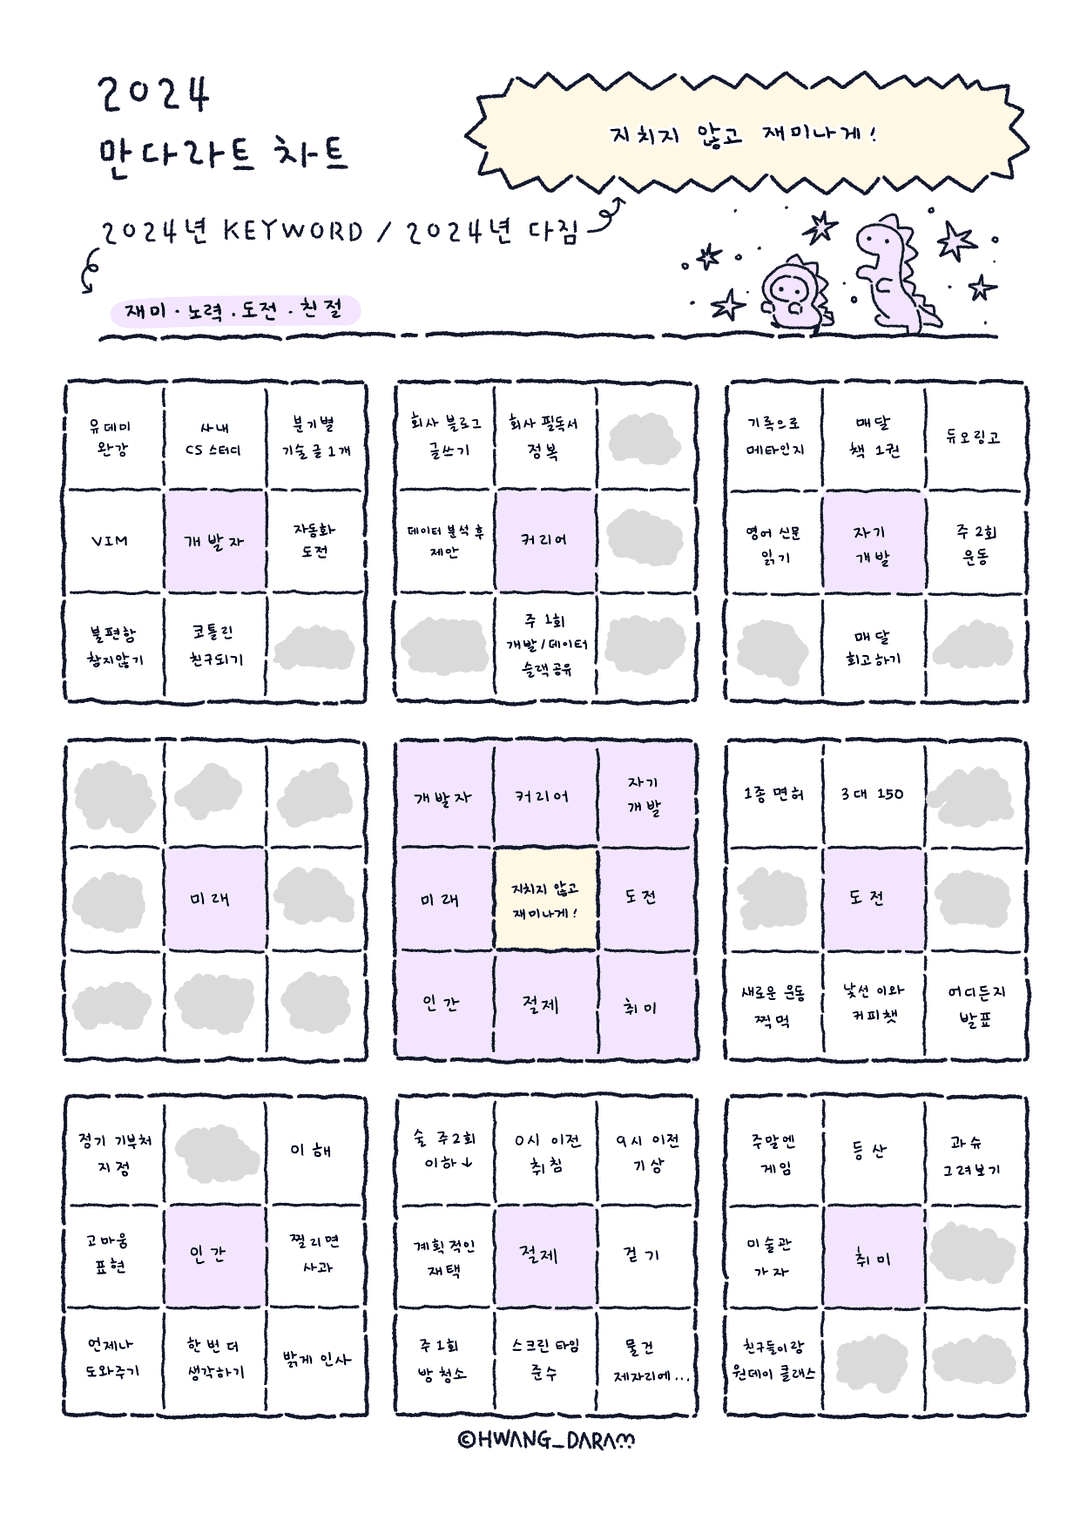 2024
만다라트 차트
지치지 않고 재미나게!
2024년 KEYWORD / 2024년 다짐
재미 · 노력 . 도전 · 친절
유데미
완강
사내
CS 스터디
분기별
기술 글 1개
VIM
개발자
자동화
도전
불편함
참지않기
코틀린
친구되기
회사 블로그
글쓰기
회사 필독서
정복
데이터 분석 후
제안
커리어
주 1회
개발/데이터
슬랙 공유
기록으로
메타인지
매달
책 1권
듀오링고
영어 신문
읽기
자기
개발
주 2회
운동
매달
회고하기
미래
개발자
커리어
자기
개발
미래
지치지 않고
재미나게!
도전
인간
절제
취미
1종 면허
3대 150
도전
새로운 운동
찍먹
낯선 이와
커피챗
어디든지
발표
정기 기부처
지정
이해
고마움
표현
인간
찔리면
사과
언제나
도와주기
한 번 더
생각하기
밝게 인사
술 주2회
이하↓
0시 이전
취침
9시 이전
기상
계획적인
재택
절제
걷기
주 1회
방 청소
스크린 타임
준수
물건
제자리에...
주말엔
게임
등산
과슈
그려보기
미술관
가자
취미
친구들이랑
원데이 클래스
©HWANG_DARAM